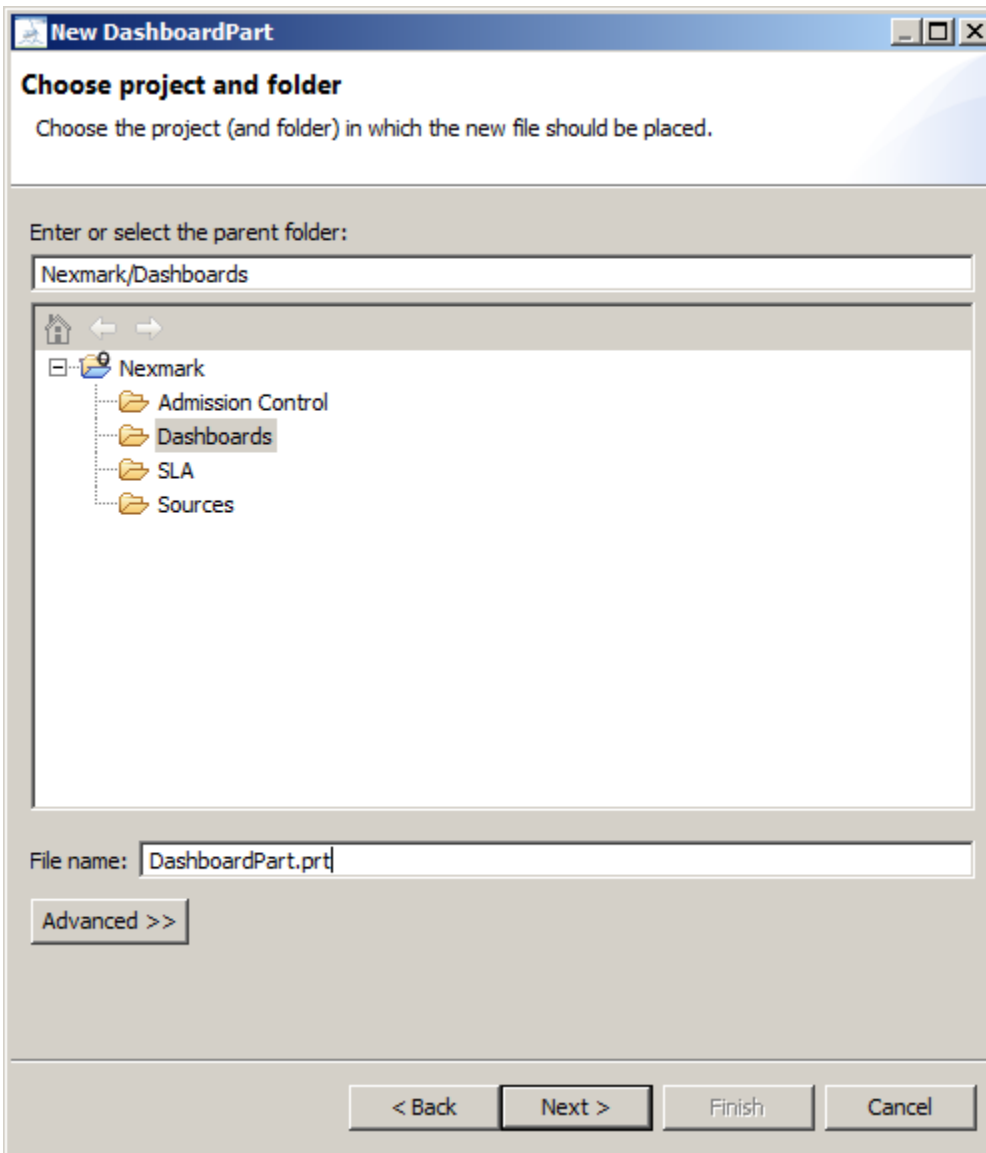 New DashboardPart
Choose project and folder
Choose the project (and folder) in which the new file should be placed.
Enter or select the parent folder:
Nexmark/Dashboards
Nexmark
Admission Control
Dashboards
SLA
Sources
File name: DashboardPart.prt
Advanced >>
< Back Next > Finish Cancel